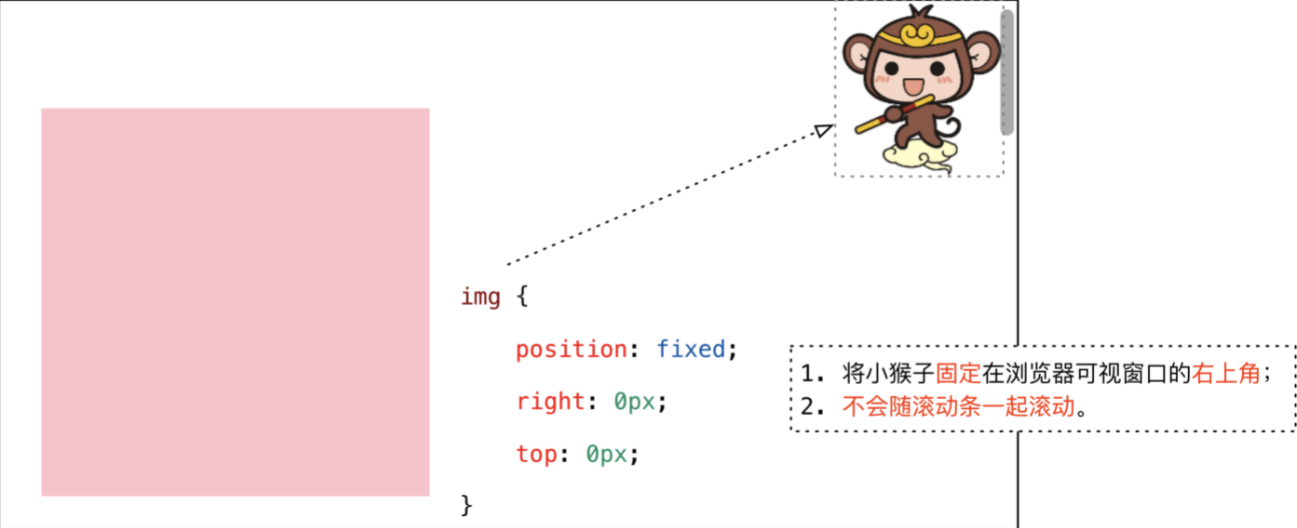 img {
position: fixed;
right: 0px;
top: 0px;
}
1. 将小猴子固定在浏览器可视窗口的右上角；
2. 不会随滚动条一起滚动。